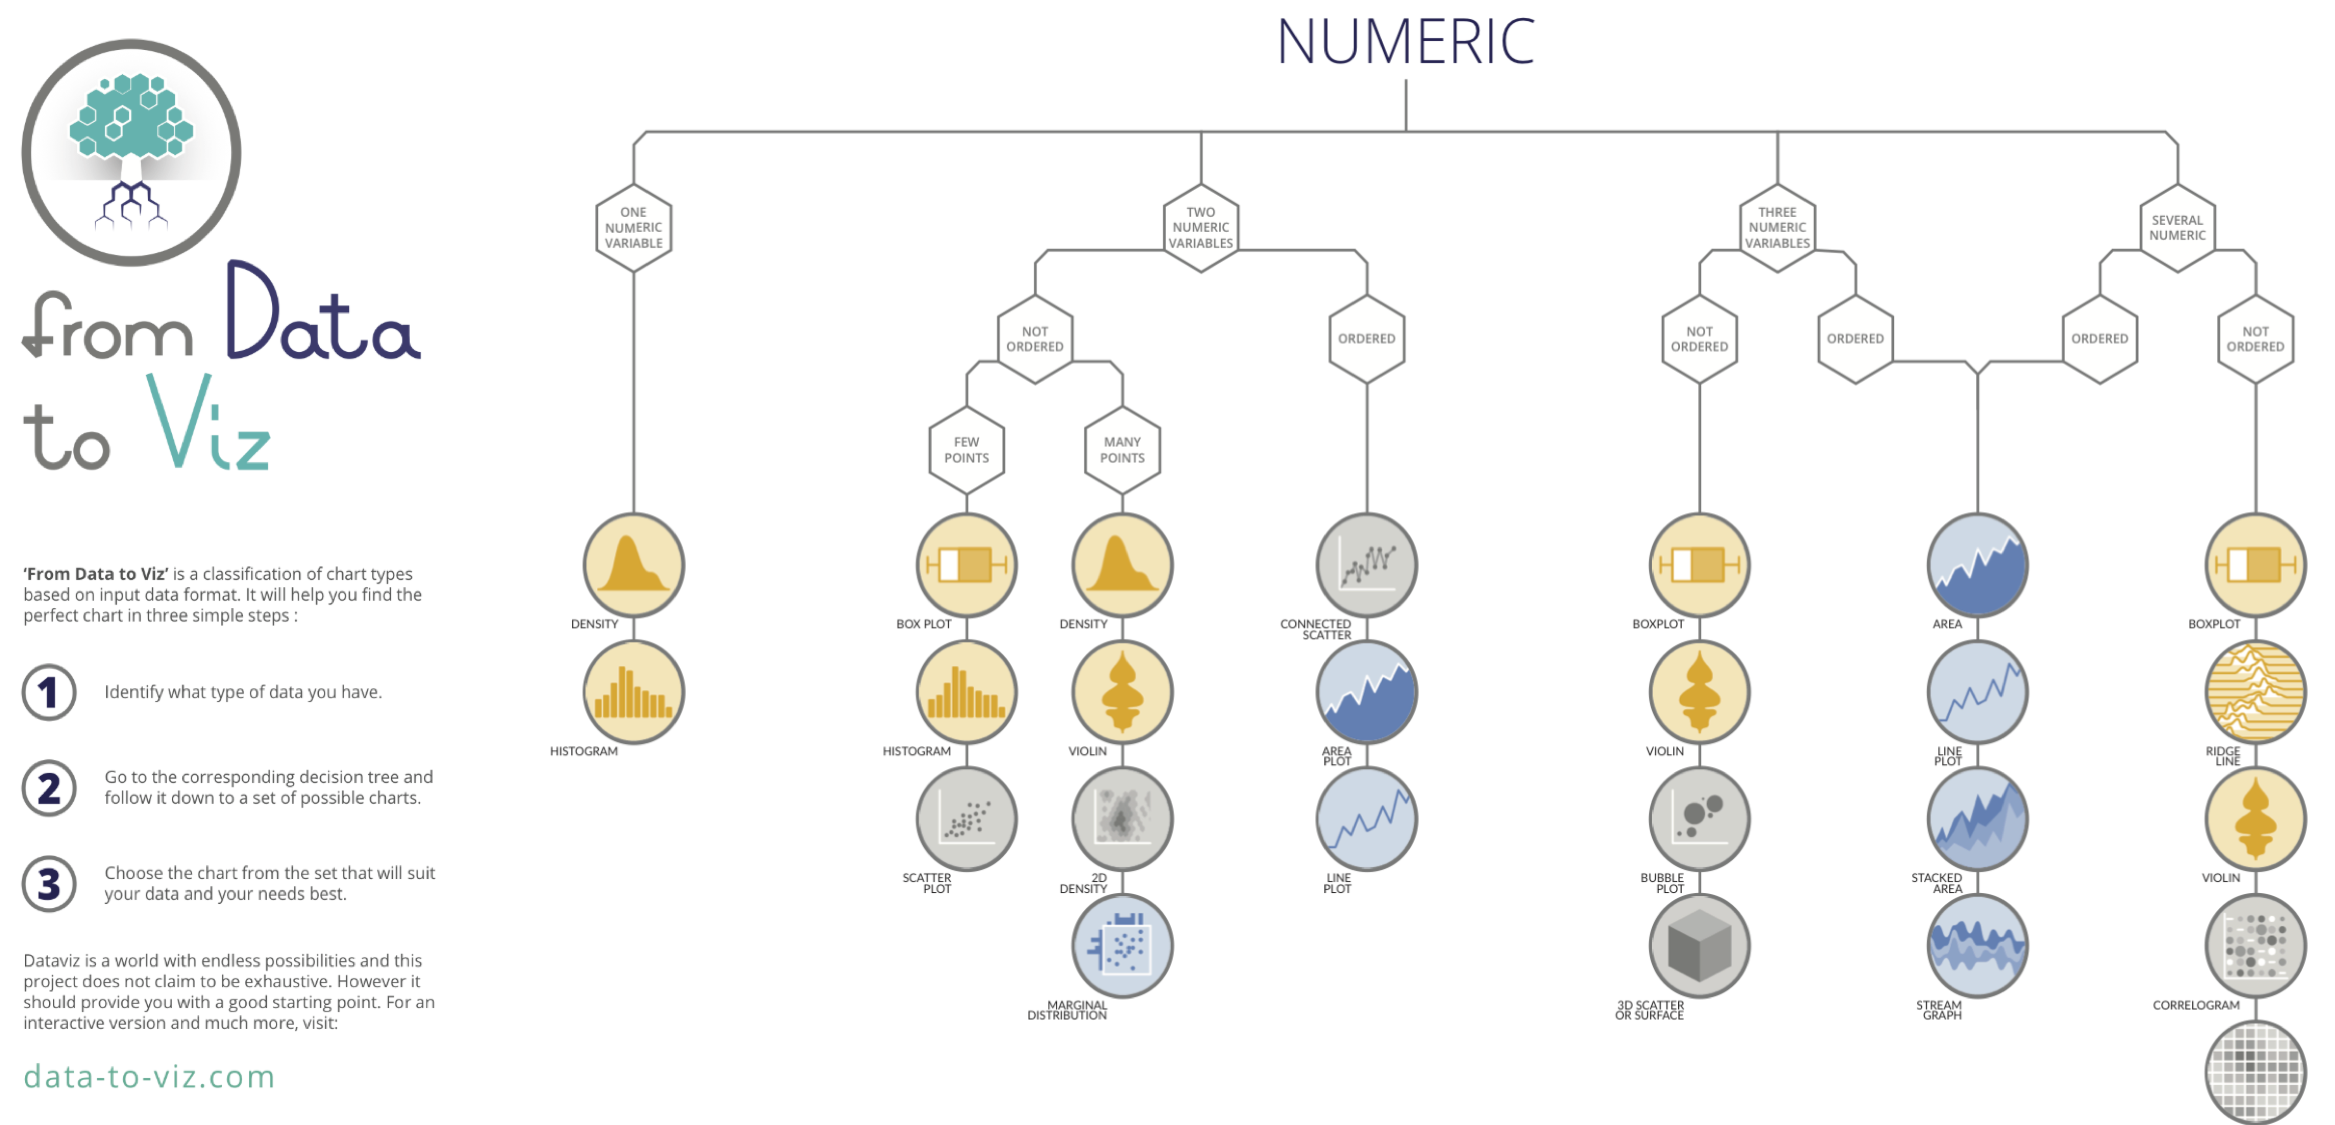 NUMERIC
from Data
to Viz
'From Data to Viz' is a classification of chart types
based on input data format. It will help you find the
perfect chart in three simple steps :
1
Identify what type of data you have.
2
Go to the corresponding decision tree and
follow it down to a set of possible charts.
3
Choose the chart from the set that will suit
your data and your needs best.
Dataviz is a world with endless possibilities and this
project does not claim to be exhaustive. However it
should provide you with a good starting point. For an
interactive version and much more, visit:
data-to-viz.com
ONE
NUMERIC
VARIABLE
DENSITY
HISTOGRAM
TWO
NUMERIC
VARIABLES
NOT
ORDERED
FEW
POINTS
BOX PLOT
HISTOGRAM
SCATTER
PLOT
MANY
POINTS
DENSITY
VIOLIN
2D
DENSITY
MARGINAL
DISTRIBUTION
ORDERED
CONNECTED
SCATTER
AREA
PLOT
LINE
PLOT
THREE
NUMERIC
VARIABLES
NOT
ORDERED
BOXPLOT
VIOLIN
BUBBLE
PLOT
3D SCATTER
OR SURFACE
ORDERED
SEVERAL
NUMERIC
ORDERED
AREA
LINE
PLOT
STACKED
AREA
STREAM
GRAPH
NOT
ORDERED
BOXPLOT
RIDGE
LINE
VIOLIN
CORRELOGRAM